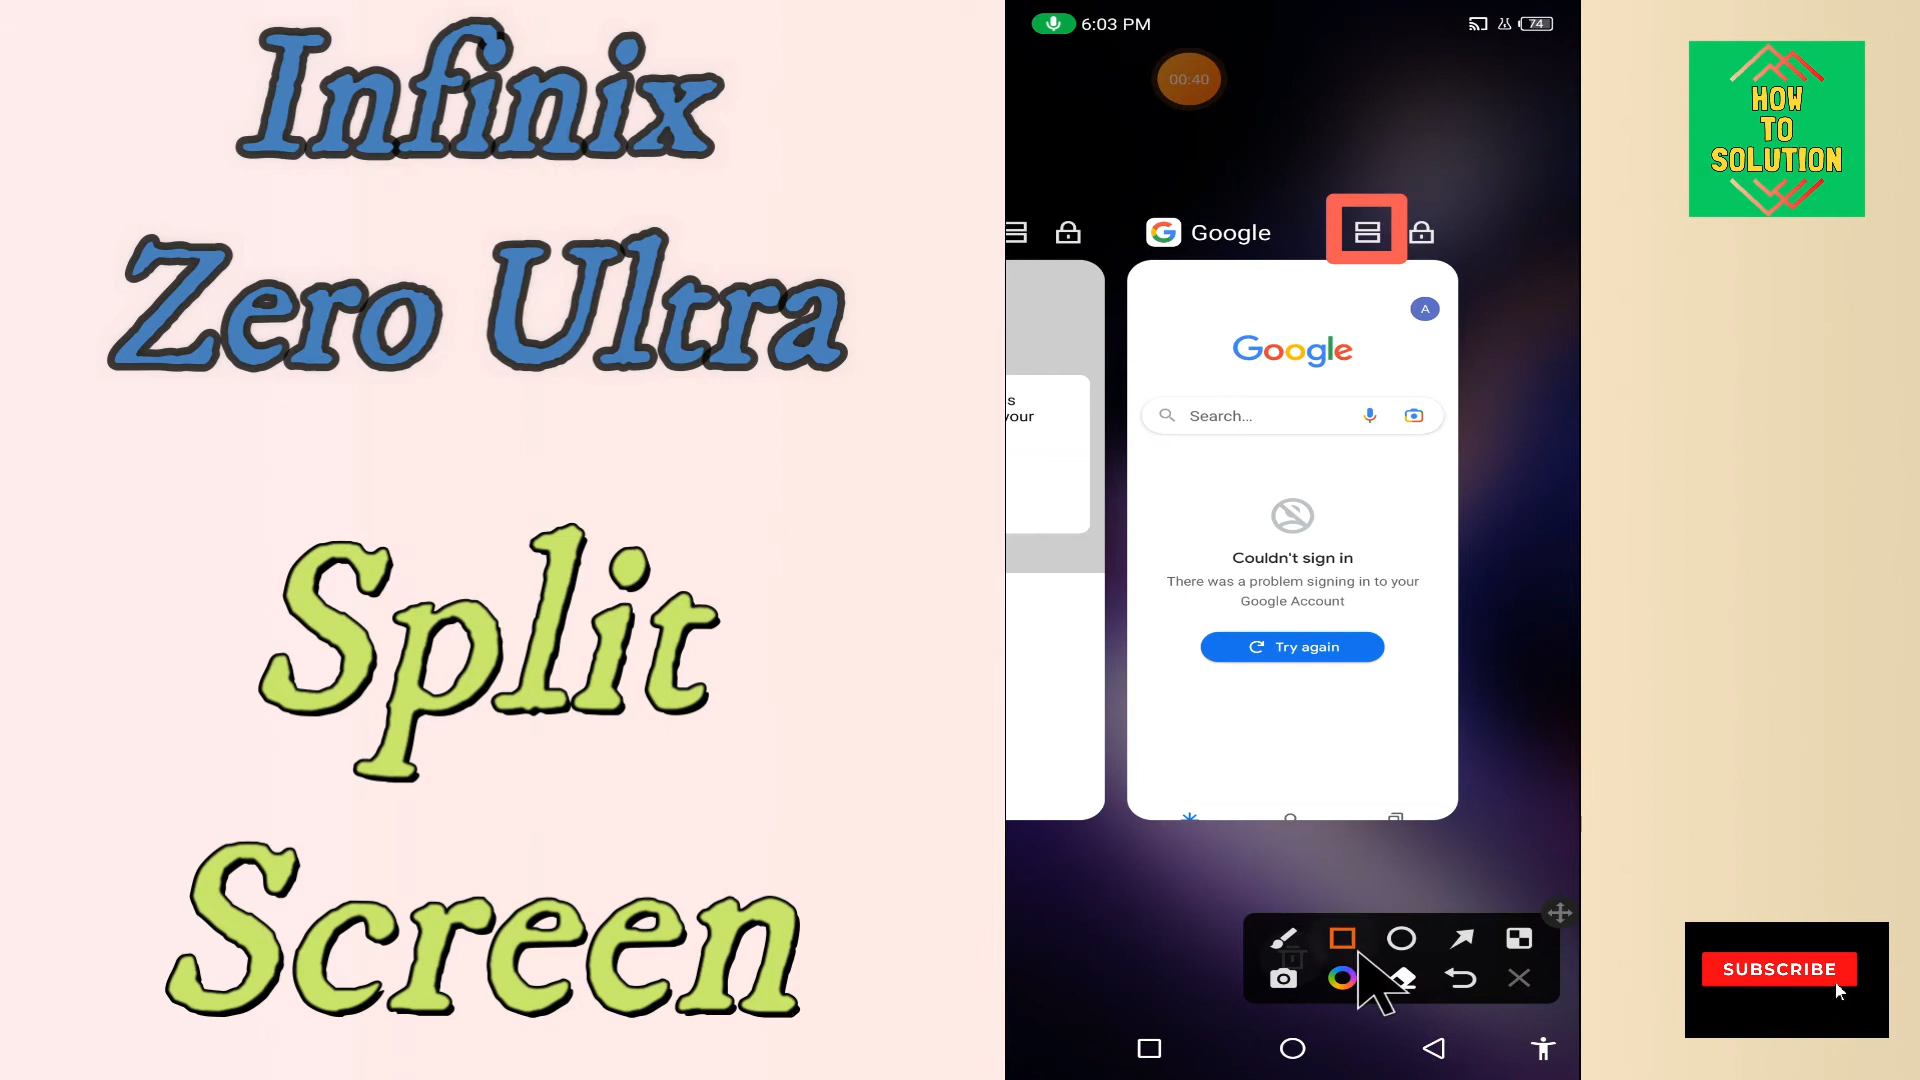 Infinix
Zero Ultra
Split
Screen
6:03 PM
74
00:40
Google
s
your
A
Google
Search...
Couldn't sign in
There was a problem signing in to your
Google Account
Try again
HOW
TO
SOLUTION
SUBSCRIBE